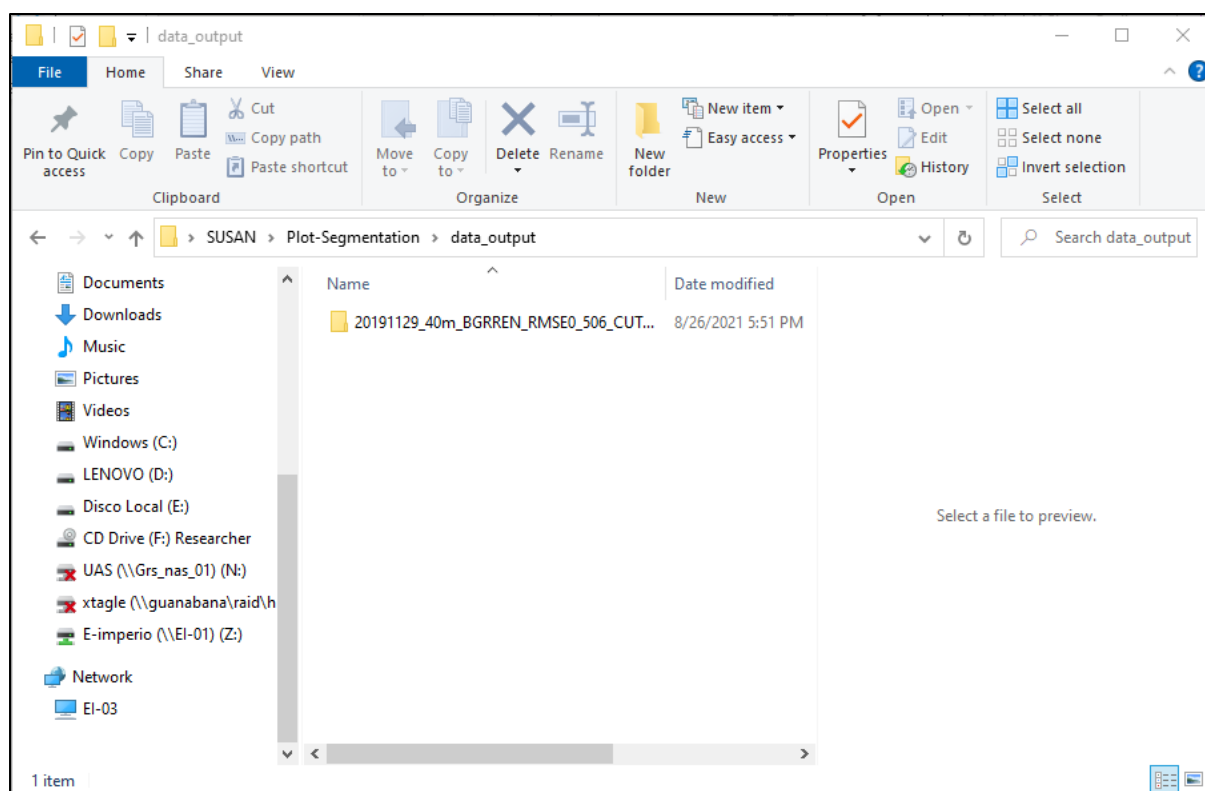 data_output
File Home Share View
Pin to Quick access
Copy
Paste
Cut
Copy path
Paste shortcut
Clipboard
Move to
Copy to
Delete
Rename
Organize
New folder
New item
Easy access
New
Properties
Open
Edit
History
Open
Select all
Select none
Invert selection
Select
SUSAN › Plot-Segmentation › data_output
Search data_output
Documents
Downloads
Music
Pictures
Videos
Windows (C:)
LENOVO (D:)
Disco Local (E:)
CD Drive (F:) Researcher
UAS (\\Grs_nas_01) (N:)
xtagle (\\guanabana\raid\h
E-imperio (\\EI-01) (Z:)
Network
EI-03
Name Date modified
20191129_40m_BGRREN_RMSE0_506_CUT... 8/26/2021 5:51 PM
Select a file to preview.
1 item